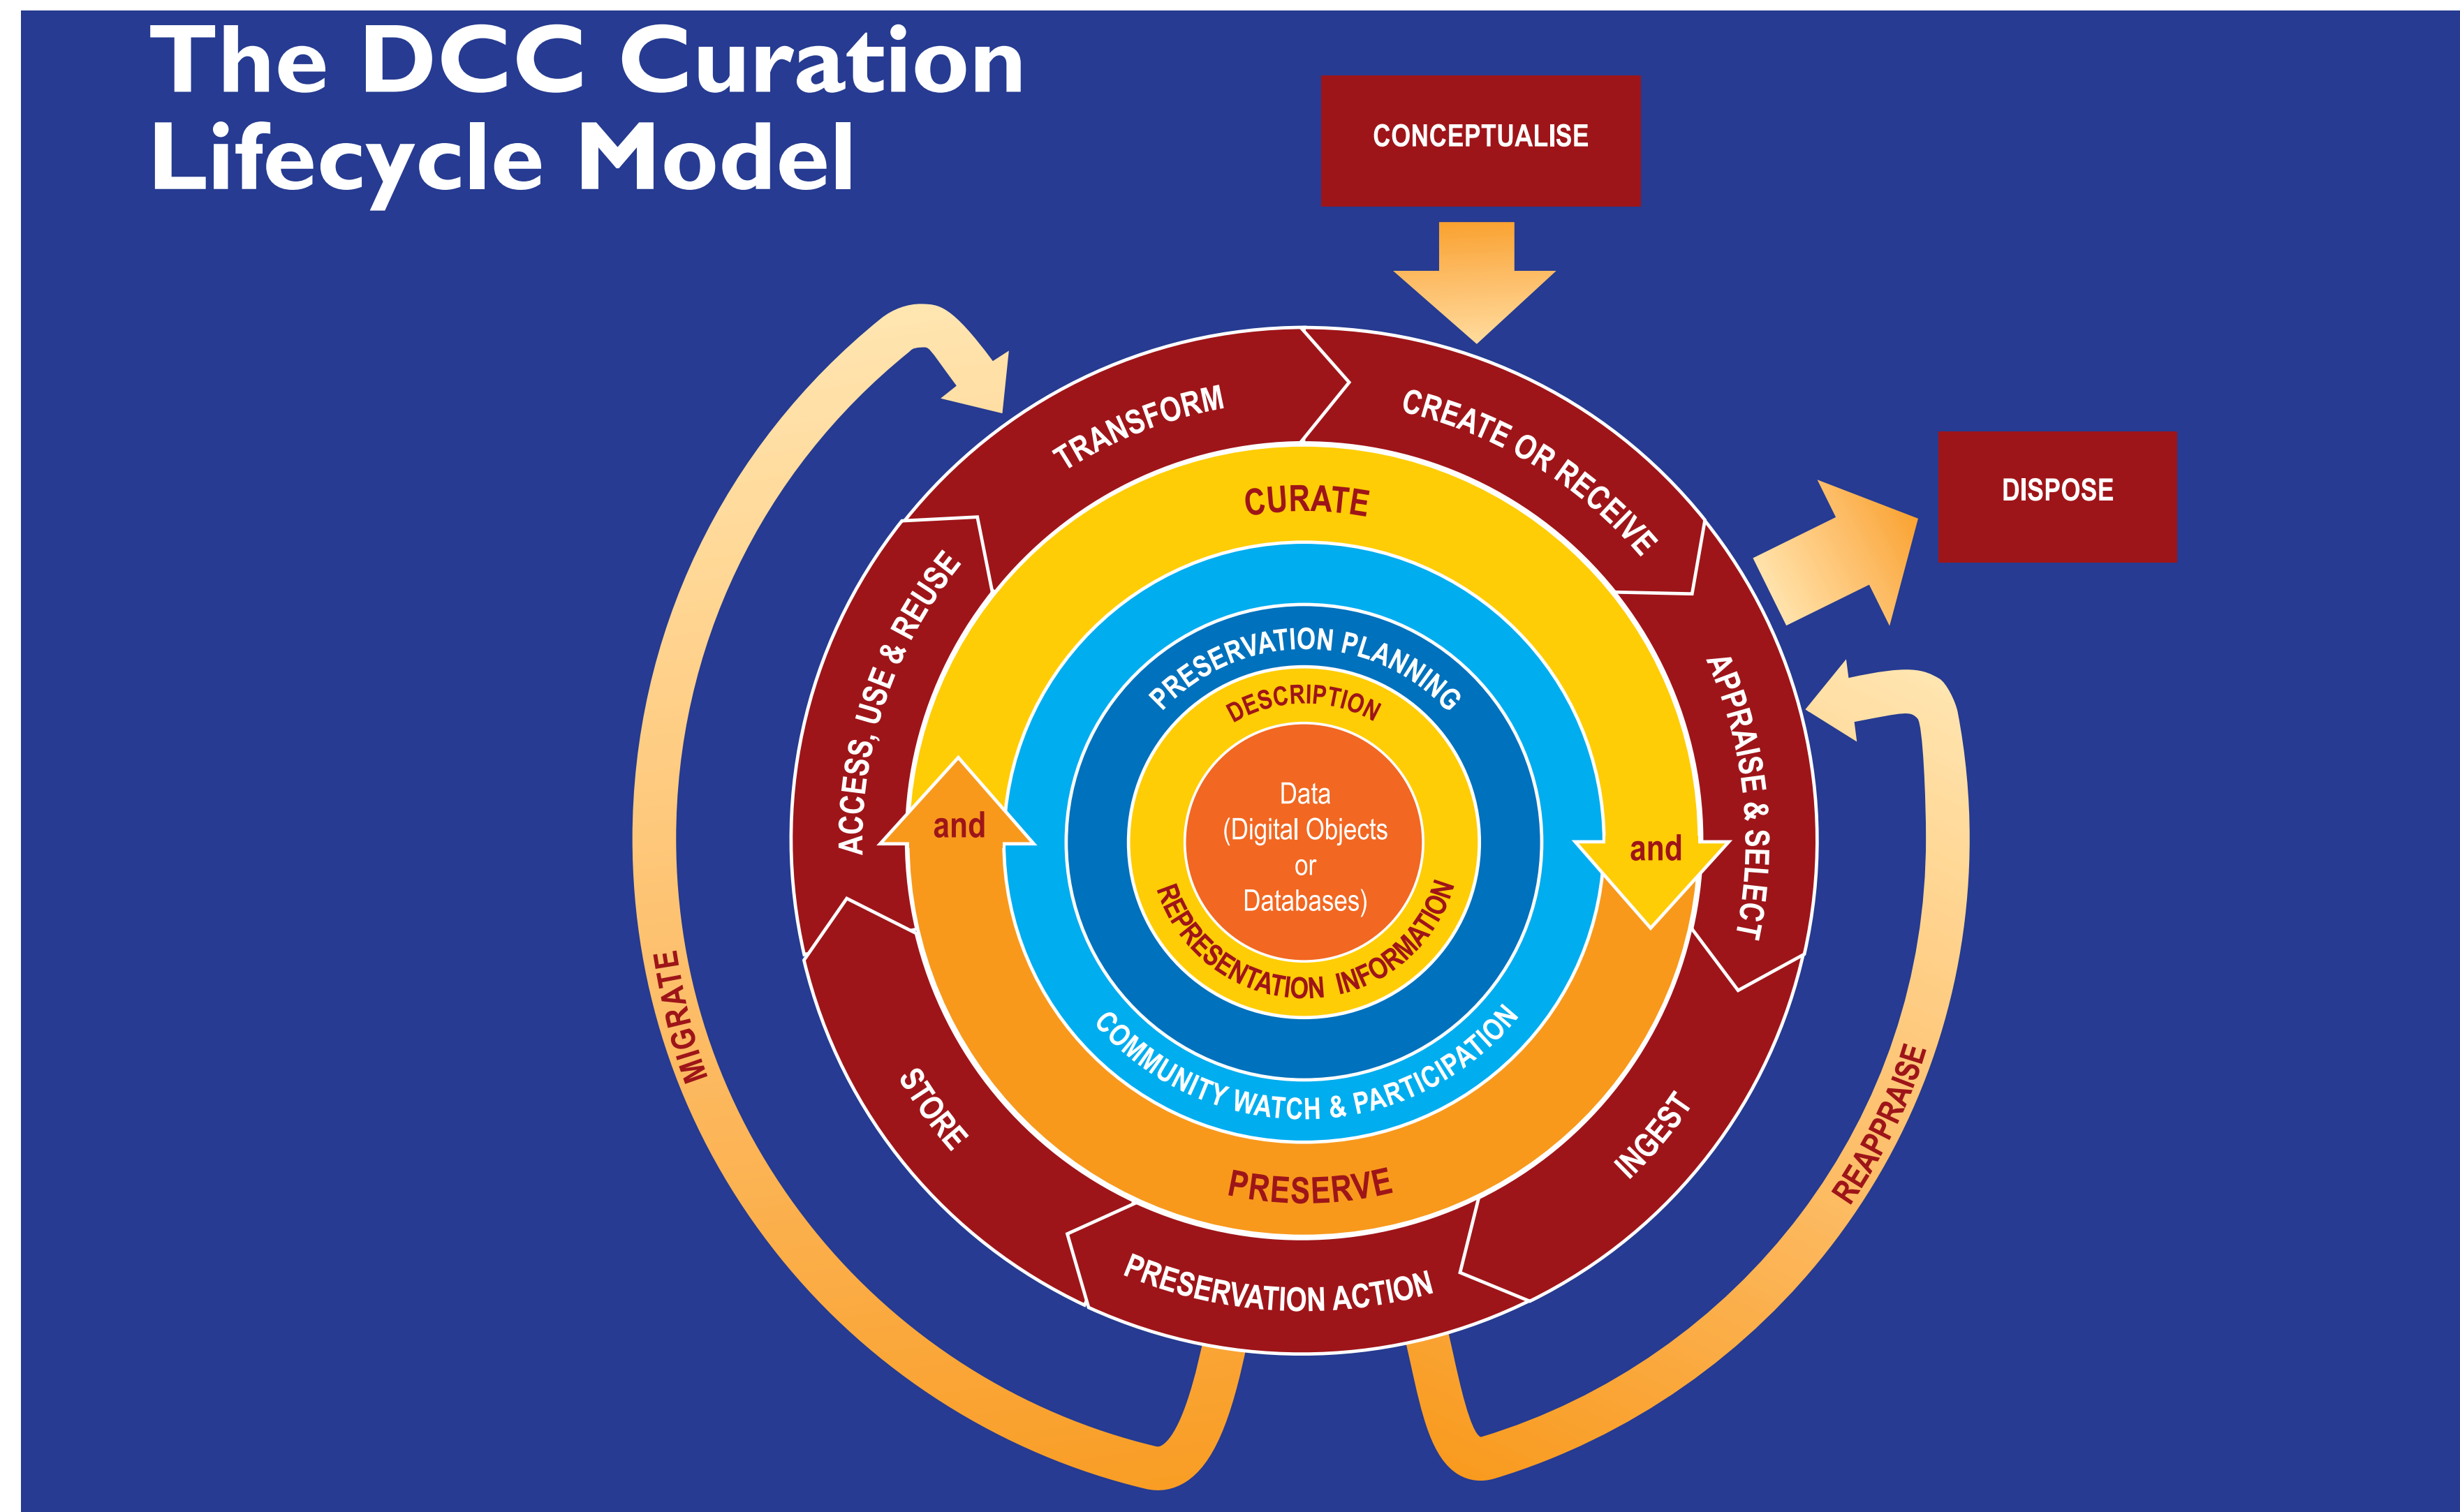 The DCC Curation
Lifecycle Model
CONCEPTUALISE
DISPOSE
TRANSFORM
CREATE OR RECEIVE
APPRAISE & SELECT
INGEST
PRESERVATION ACTION
STORE
ACCESS, USE & REUSE
MIGRATE
REAPPRAISE
CURATE
and
PRESERVE
and
COMMUNITY WATCH & PARTICIPATION
PRESERVATION PLANNING
DESCRIPTION
REPRESENTATION INFORMATION
Data
(Digital Objects
or
Databases)